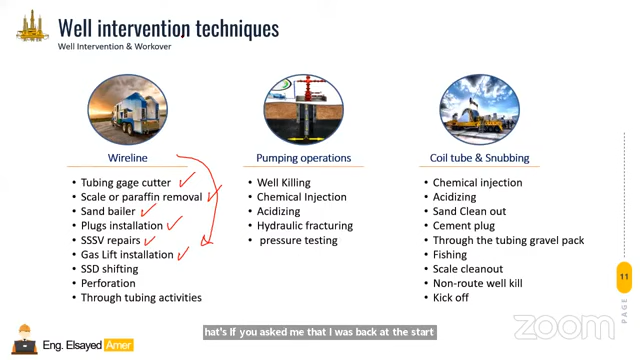 Well intervention techniques
Well Intervention & Workover
Wireline
Tubing gage cutter
Scale or paraffin removal
Sand bailer
Plugs installation
SSSV repairs
Gas Lift installation
SSD shifting
Perforation
Through tubing activities
Pumping operations
Well Killing
Chemical Injection
Acidizing
Hydraulic fracturing
pressure testing
Coil tube & Snubbing
Chemical injection
Acidizing
Sand Clean out
Cement plug
Through the tubing gravel pack
Fishing
Scale cleanout
Non-route well kill
Kick off
11
PAGE
hat's If you asked me that I was back at the start
Eng. Elsayed Amer
zoom